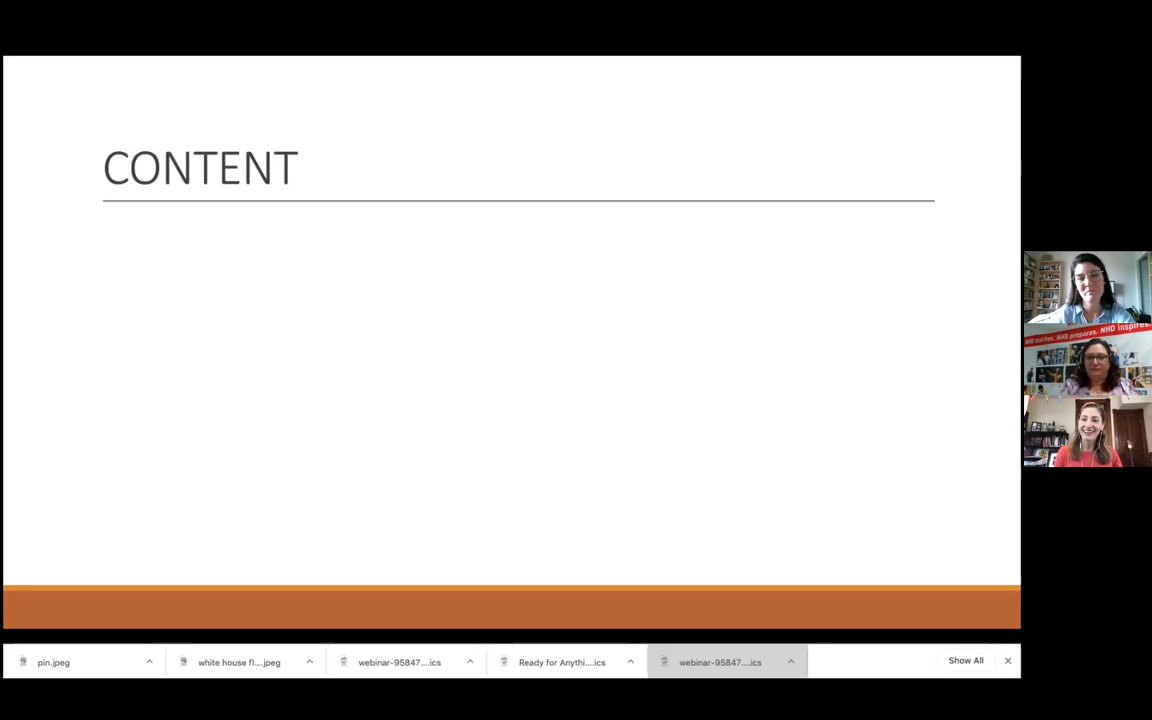 CONTENT
NHD teaches. NHD prepares. NHD inspires.
pin.jpeg
white house fl....jpeg
webinar-95847....ics
Ready for Anythi....ics
webinar-95847....ics
Show All